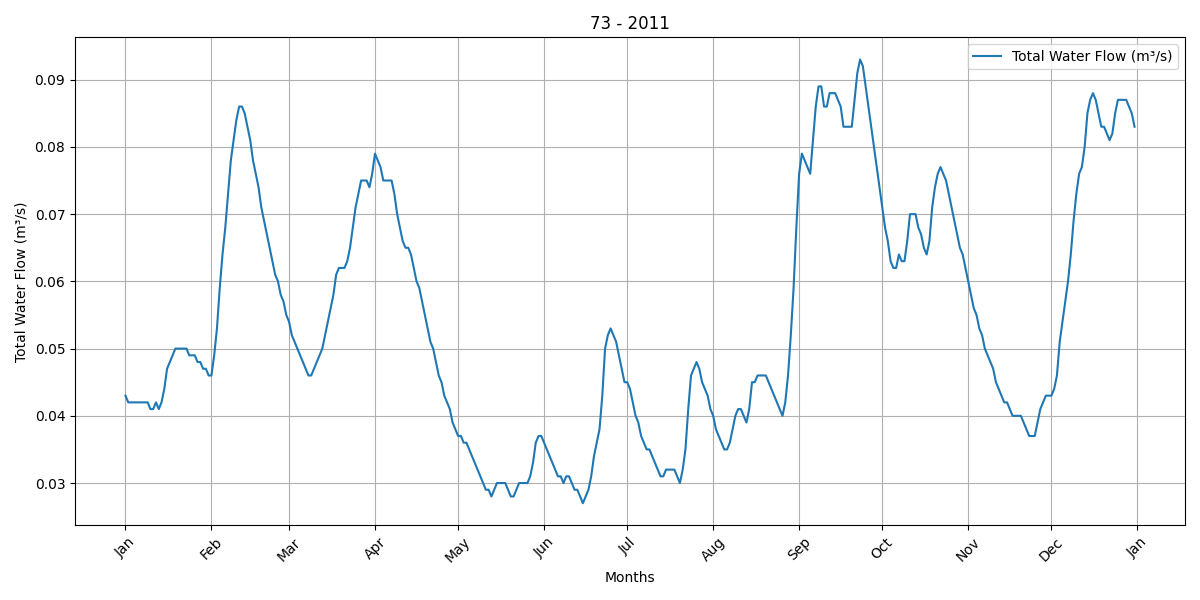 73 - 2011
Total Water Flow (m³/s)
Total Water Flow (m³/s)
0.09
0.08
0.07
0.06
0.05
0.04
0.03
Jan
Feb
Mar
Apr
May
Jun
Jul
Aug
Sep
Oct
Nov
Dec
Jan
Months